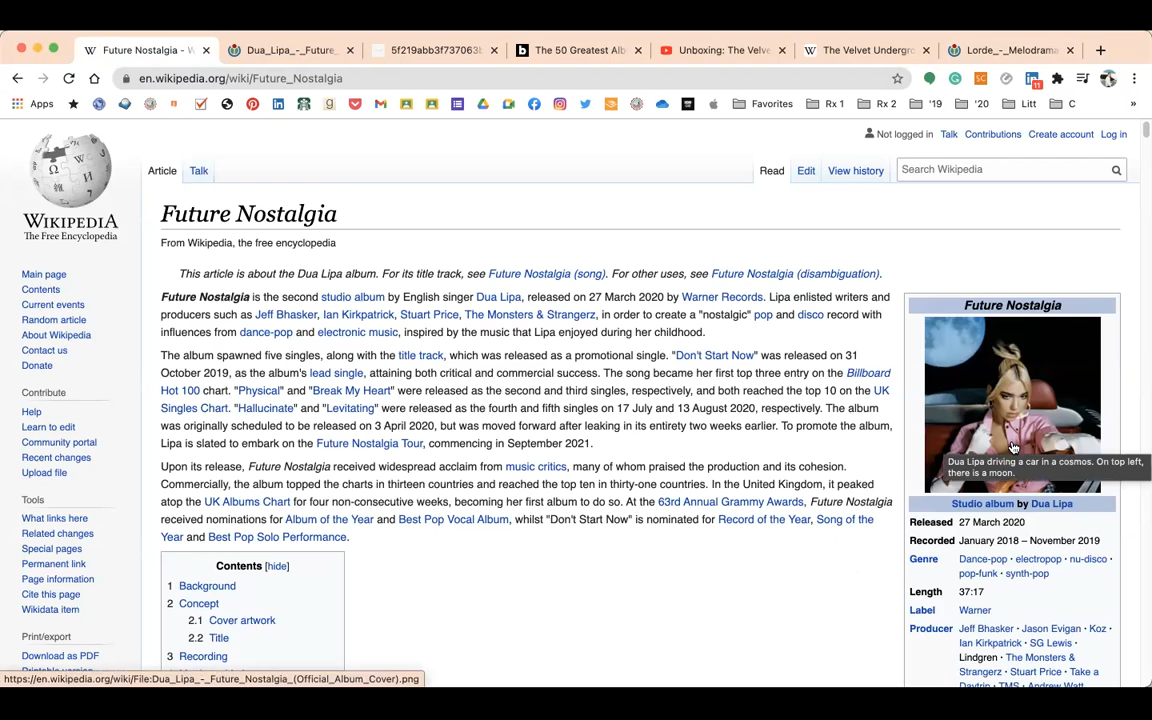 Future Nostalgia - W
Dua_Lipa_-_Future_
5f219abb3f737063b
b The 50 Greatest Alb
Unboxing: The Velve
The Velvet Undergro
Lorde_-_Melodrama
en.wikipedia.org/wiki/Future_Nostalgia
11
Apps
Favorites
Rx 1
Rx 2
'19
'20
Litt
C
»
Not logged in Talk Contributions Create account Log in
Article Talk
Read Edit View history
Search Wikipedia
WIKIPEDIA
The Free Encyclopedia
Main page
Contents
Current events
Random article
About Wikipedia
Contact us
Donate
Contribute
Help
Learn to edit
Community portal
Recent changes
Upload file
Tools
What links here
Related changes
Special pages
Permanent link
Page information
Cite this page
Wikidata item
Print/export
Download as PDF
Printable version
Future Nostalgia
From Wikipedia, the free encyclopedia
This article is about the Dua Lipa album. For its title track, see Future Nostalgia (song). For other uses, see Future Nostalgia (disambiguation).
Future Nostalgia is the second studio album by English singer Dua Lipa, released on 27 March 2020 by Warner Records. Lipa enlisted writers and
producers such as Jeff Bhasker, Ian Kirkpatrick, Stuart Price, The Monsters & Strangerz, in order to create a "nostalgic" pop and disco record with
influences from dance-pop and electronic music, inspired by the music that Lipa enjoyed during her childhood.
The album spawned five singles, along with the title track, which was released as a promotional single. "Don't Start Now" was released on 31
October 2019, as the album's lead single, attaining both critical and commercial success. The song became her first top three entry on the Billboard
Hot 100 chart. "Physical" and "Break My Heart" were released as the second and third singles, respectively, and both reached the top 10 on the UK
Singles Chart. "Hallucinate" and "Levitating" were released as the fourth and fifth singles on 17 July and 13 August 2020, respectively. The album
was originally scheduled to be released on 3 April 2020, but was moved forward after leaking in its entirety two weeks earlier. To promote the album,
Lipa is slated to embark on the Future Nostalgia Tour, commencing in September 2021.
Upon its release, Future Nostalgia received widespread acclaim from music critics, many of whom praised the production and its cohesion.
Commercially, the album topped the charts in thirteen countries and reached the top ten in thirty-one countries. In the United Kingdom, it peaked
atop the UK Albums Chart for four non-consecutive weeks, becoming her first album to do so. At the 63rd Annual Grammy Awards, Future Nostalgia
received nominations for Album of the Year and Best Pop Vocal Album, whilst "Don't Start Now" is nominated for Record of the Year, Song of the
Year and Best Pop Solo Performance.
Contents [hide]
1 Background
2 Concept
2.1 Cover artwork
2.2 Title
3 Recording
Future Nostalgia
Dua Lipa driving a car in a cosmos. On top left,
there is a moon.
Studio album by Dua Lipa
Released 27 March 2020
Recorded January 2018 – November 2019
Genre Dance-pop · electropop · nu-disco ·
pop-funk · synth-pop
Length 37:17
Label Warner
Producer Jeff Bhasker · Jason Evigan · Koz ·
Ian Kirkpatrick · SG Lewis ·
Lindgren · The Monsters &
Strangerz · Stuart Price · Take a
Daytrip · TMS · Andrew Watt
https://en.wikipedia.org/wiki/File:Dua_Lipa_-_Future_Nostalgia_(Official_Album_Cover).png